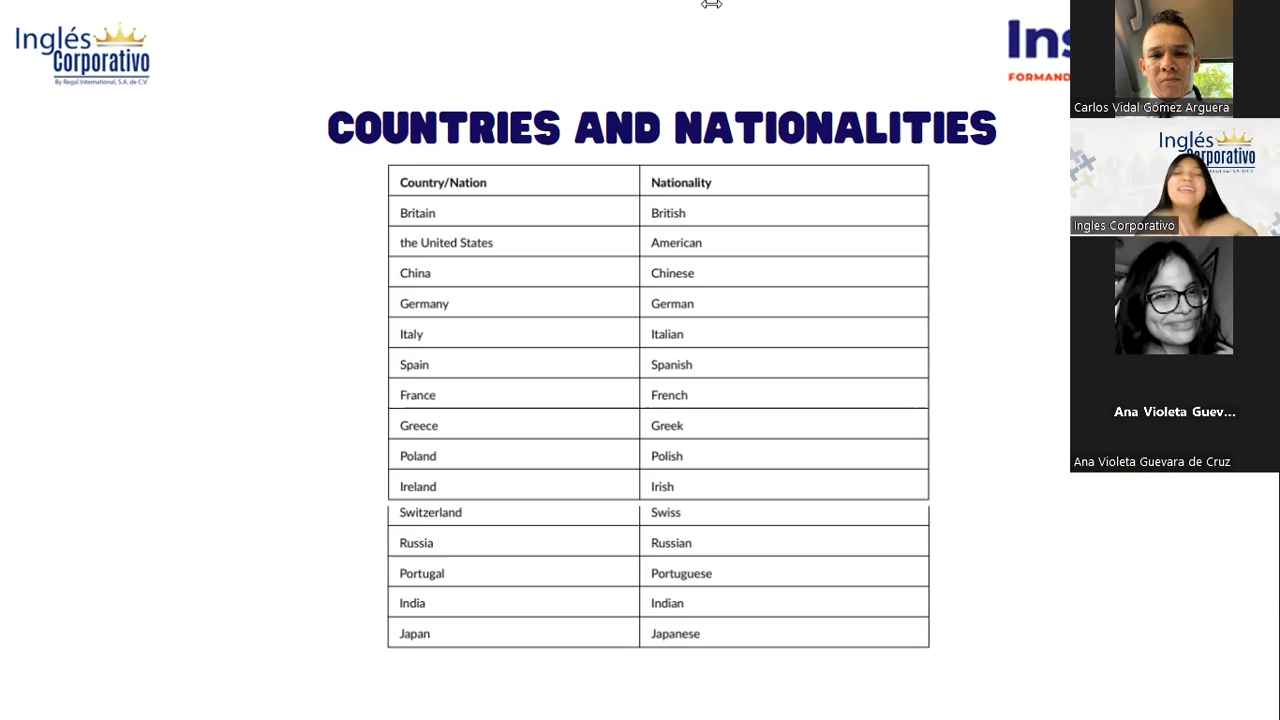 Inglés
Corporativo
By Regal International, S.A. de C.V.
Ins
FORMAND
COUNTRIES AND NATIONALITIES
Country/Nation Nationality
Britain British
the United States American
China Chinese
Germany German
Italy Italian
Spain Spanish
France French
Greece Greek
Poland Polish
Ireland Irish
Switzerland Swiss
Russia Russian
Portugal Portuguese
India Indian
Japan Japanese
Carlos Vidal Gómez Arguera
Inglés
Corporativo
Ingles Corporativo
Ana Violeta Guev...
Ana Violeta Guevara de Cruz